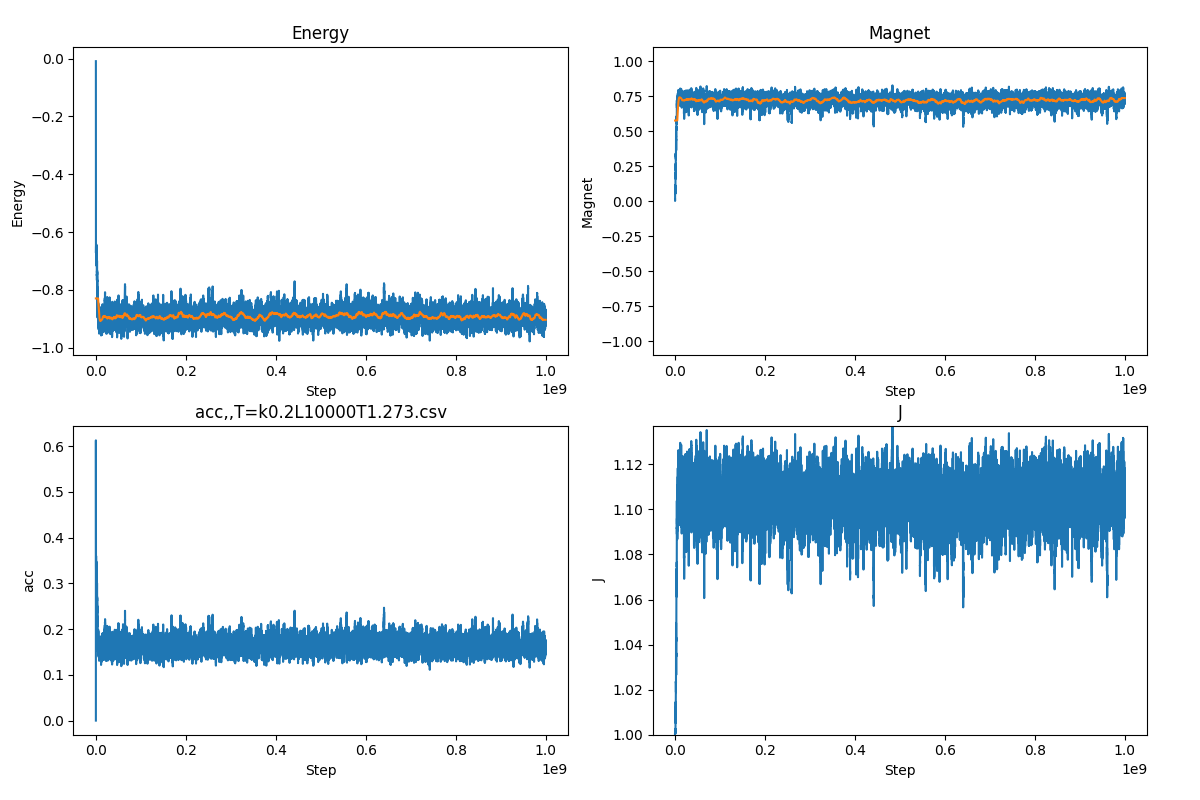 Energy
0.0
−0.2
−0.4
−0.6
−0.8
−1.0
Energy
0.0 0.2 0.4 0.6 0.8 1.0
1e9
Step
Magnet
1.00
0.75
0.50
0.25
0.00
−0.25
−0.50
−0.75
−1.00
Magnet
0.0 0.2 0.4 0.6 0.8 1.0
1e9
Step
acc,,T=k0.2L10000T1.273.csv
0.6
0.5
0.4
0.3
0.2
0.1
0.0
acc
0.0 0.2 0.4 0.6 0.8 1.0
1e9
Step
J
1.12
1.10
1.08
1.06
1.04
1.02
1.00
J
0.0 0.2 0.4 0.6 0.8 1.0
1e9
Step